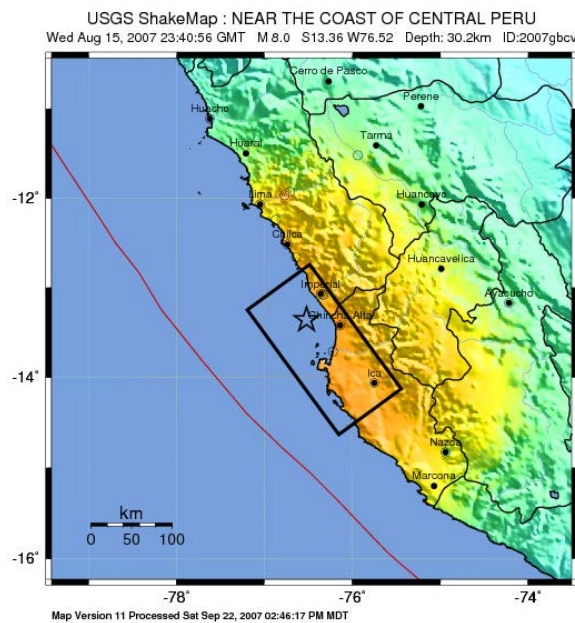 USGS ShakeMap : NEAR THE COAST OF CENTRAL PERU
Wed Aug 15, 2007 23:40:56 GMT M 8.0 S13.36 W76.52 Depth: 30.2km ID:2007gbcv
Cerro de Pasco
Perene
Huacho
Tarma
Huaral
-12°
Lima
Huancayo
Chilca
Huancavelica
Imperial
Ayacucho
Chincha Alta
-14°
Ica
Nazca
Marcona
km
0 50 100
-16°
-78° -76° -74°
Map Version 11 Processed Sat Sep 22, 2007 02:46:17 PM MDT